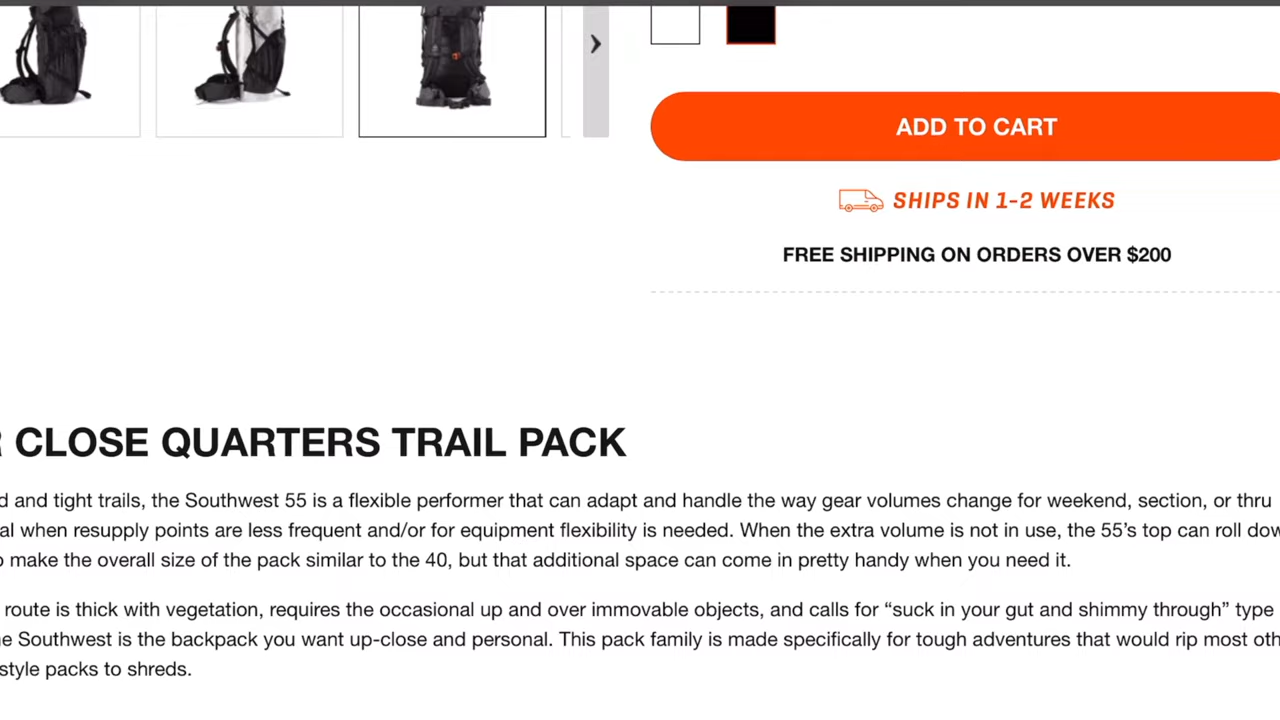 ADD TO CART
SHIPS IN 1-2 WEEKS
FREE SHIPPING ON ORDERS OVER $200
CLOSE QUARTERS TRAIL PACK
and tight trails, the Southwest 55 is a flexible performer that can adapt and handle the way gear volumes change for weekend, section, or thru
when resupply points are less frequent and/or for equipment flexibility is needed. When the extra volume is not in use, the 55’s top can roll
make the overall size of the pack similar to the 40, but that additional space can come in pretty handy when you need it.
route is thick with vegetation, requires the occasional up and over immovable objects, and calls for “suck in your gut and shimmy through” type
Southwest is the backpack you want up-close and personal. This pack family is made specifically for tough adventures that would rip most
style packs to shreds.